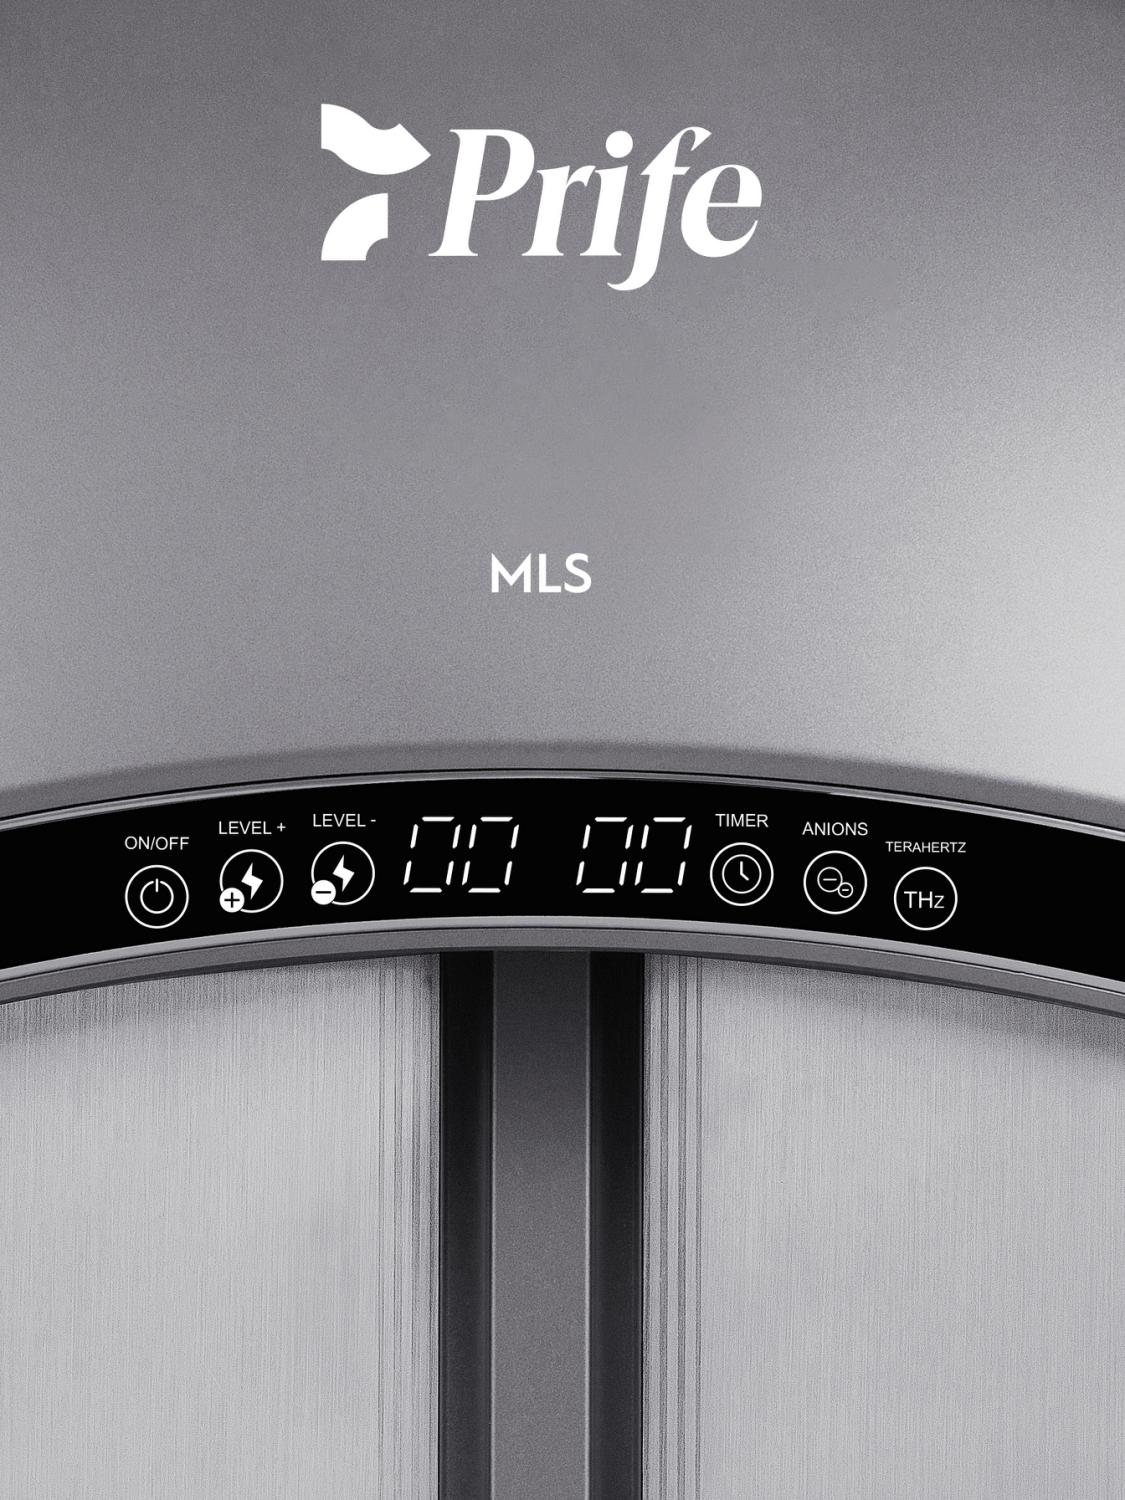 Prife
MLS
ON/OFF
LEVEL +
LEVEL -
00 00
TIMER
ANIONS
TERAHERTZ
THz